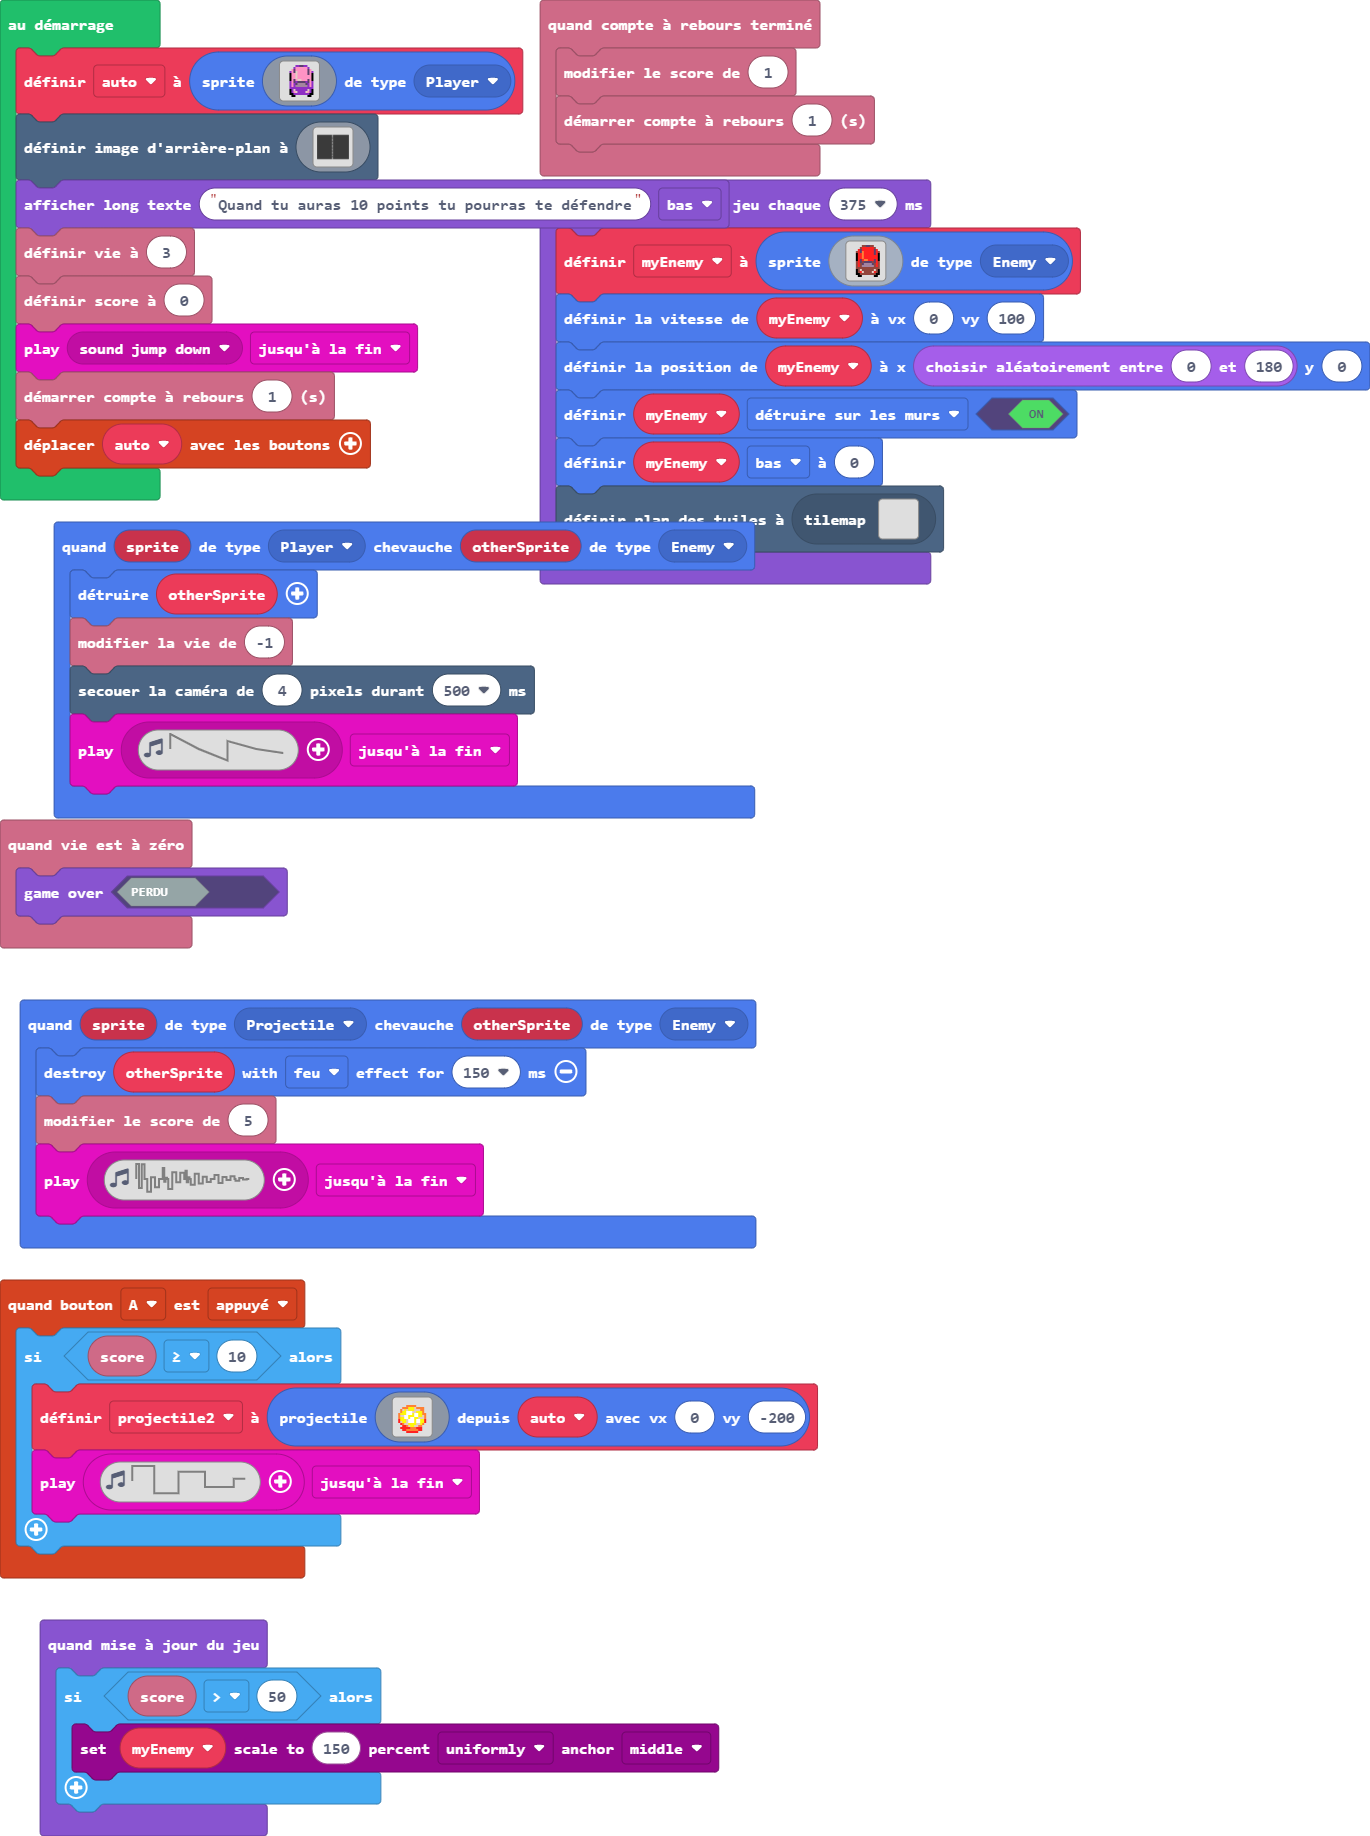 au démarrage
définir auto à sprite de type Player
définir image d'arrière-plan à
afficher long texte "Quand tu auras 10 points tu pourras te défendre" bas
définir vie à 3
définir score à 0
play sound jump down jusqu'à la fin
démarrer compte à rebours 1 (s)
déplacer auto avec les boutons
quand compte à rebours terminé
modifier le score de 1
démarrer compte à rebours 1 (s)
jeu chaque 375 ms
définir myEnemy à sprite de type Enemy
définir la vitesse de myEnemy à vx 0 vy 100
définir la position de myEnemy à x choisir aléatoirement entre 0 et 180 y 0
définir myEnemy détruire sur les murs ON
définir myEnemy bas à 0
définir plan des tuiles à tilemap
quand sprite de type Player chevauche otherSprite de type Enemy
détruire otherSprite
modifier la vie de -1
secouer la caméra de 4 pixels durant 500 ms
play jusqu'à la fin
quand vie est à zéro
game over PERDU
quand sprite de type Projectile chevauche otherSprite de type Enemy
destroy otherSprite with feu effect for 150 ms
modifier le score de 5
play jusqu'à la fin
quand bouton A est appuyé
si score ≥ 10 alors
définir projectile2 à projectile depuis auto avec vx 0 vy -200
play jusqu'à la fin
quand mise à jour du jeu
si score > 50 alors
set myEnemy scale to 150 percent uniformly anchor middle